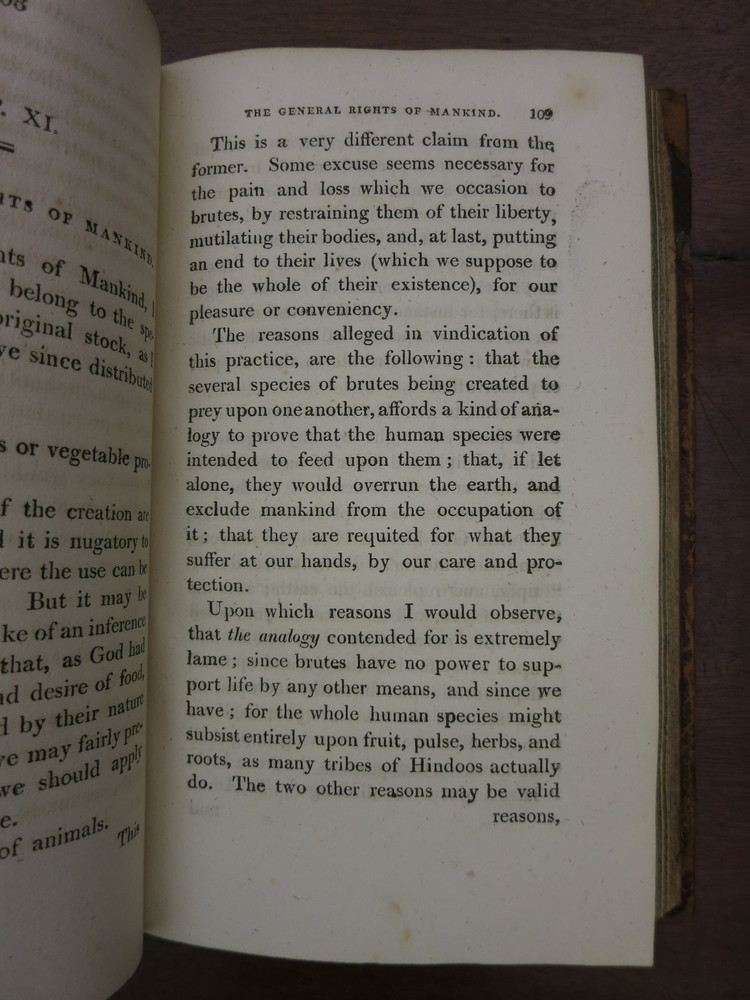 P. XI.
OF MANKIND.
of Mankind, I
belong to the spe-
original stock, as I
since distributed
or vegetable pro-
of the creation are
it is nugatory to
the use can be
But it may be
of an inference
that, as God had
desire of food,
by their nature
may fairly pre-
we should apply
of animals.
This
THE GENERAL RIGHTS OF MANKIND. 109
This is a very different claim from the
former. Some excuse seems necessary for
the pain and loss which we occasion to
brutes, by restraining them of their liberty,
mutilating their bodies, and, at last, putting
an end to their lives (which we suppose to
be the whole of their existence), for our
pleasure or conveniency.
The reasons alleged in vindication of
this practice, are the following: that the
several species of brutes being created to
prey upon one another, affords a kind of ana-
logy to prove that the human species were
intended to feed upon them; that, if let
alone, they would overrun the earth, and
exclude mankind from the occupation of
it; that they are requited for what they
suffer at our hands, by our care and pro-
tection.
Upon which reasons I would observe,
that the analogy contended for is extremely
lame; since brutes have no power to sup-
port life by any other means, and since we
have; for the whole human species might
subsist entirely upon fruit, pulse, herbs, and
roots, as many tribes of Hindoos actually
do. The two other reasons may be valid
reasons,